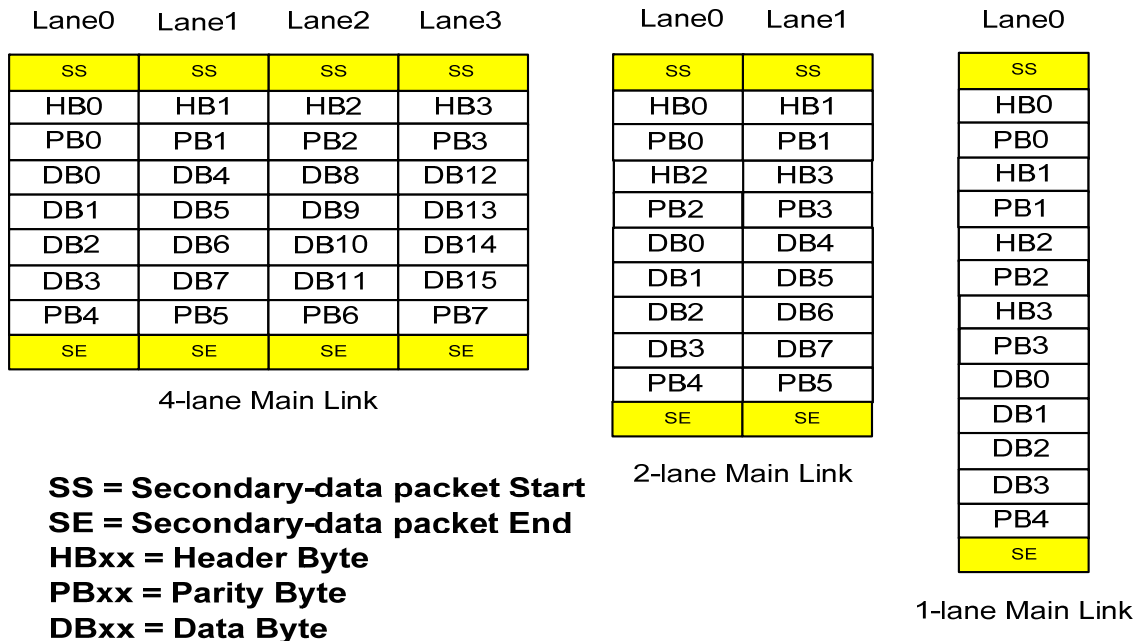 Lane0 Lane1 Lane2 Lane3
SS SS SS SS
HB0 HB1 HB2 HB3
PB0 PB1 PB2 PB3
DB0 DB4 DB8 DB12
DB1 DB5 DB9 DB13
DB2 DB6 DB10 DB14
DB3 DB7 DB11 DB15
PB4 PB5 PB6 PB7
SE SE SE SE
4-lane Main Link
Lane0 Lane1
SS SS
HB0 HB1
PB0 PB1
HB2 HB3
PB2 PB3
DB0 DB4
DB1 DB5
DB2 DB6
DB3 DB7
PB4 PB5
SE SE
2-lane Main Link
Lane0
SS
HB0
PB0
HB1
PB1
HB2
PB2
HB3
PB3
DB0
DB1
DB2
DB3
PB4
SE
1-lane Main Link
SS = Secondary-data packet Start
SE = Secondary-data packet End
HBxx = Header Byte
PBxx = Parity Byte
DBxx = Data Byte